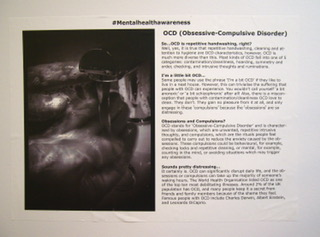 #Mentalhealthawareness
OCD (Obsessive-Compulsive Disorder)
So...OCD is repetitive handwashing, right?
Well, yes, it is true that repetitive handwashing, cleaning and
to hygiene are OCD characteristics, however, OCD is
much more diverse than this. Most kinds of OCD fall into one of 5
categories: contamination/cleanliness, hoarding, symmetry and
order, checking, and intrusive thoughts and ruminations.
I'm a little bit OCD...
Some people may use the phrase 'I'm a bit OCD' if they like to
live in a neat house. However, this can trivialise the suffering that
people with OCD can experience. You wouldn't call yourself 'a bit
or 'a bit schizophrenic' after all! Also, there is a
that people with contamination/cleanliness OCD love to
clean. They don't. They gain no pleasure from it at all, and only
engage in these 'compulsions' because the 'obsessions' are so
distressing.
Obsessions and Compulsions?
OCD stands for 'Obsessive-Compulsive Disorder' and is
by obsessions, which are unwanted, repetitive, intrusive
thoughts, and compulsions, which are the rituals people feel
compelled to carry out to reduce the anxiety caused by the
These compulsions could be behavioural, for example,
checking locks and repetitive cleaning, or mental, for example,
counting in the mind, or avoiding situations which may trigger
any obsessions.
Sounds pretty distressing...
It certainly is. OCD can significantly disrupt daily life, and the
or compulsions can take up the majority of someone's
waking hours. The World Health Organisation rated OCD as one
of the top ten most debilitating illnesses. Around 2% of the
population has OCD, and many people keep it a secret from
friends and family members because of the shame they feel.
Famous people with OCD include Charles Darwin, Albert Einstein,
and Leonardo DiCaprio